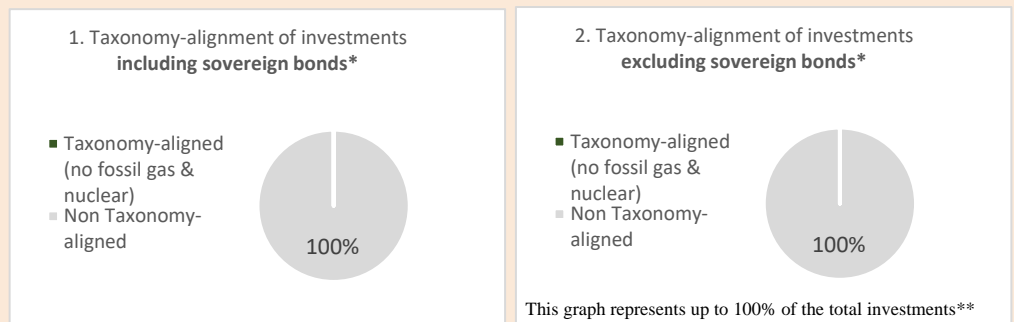 1. Taxonomy-alignment of investments
including sovereign bonds*
Taxonomy-aligned
(no fossil gas &
nuclear)
Non Taxonomy-
aligned
100%
2. Taxonomy-alignment of investments
excluding sovereign bonds*
Taxonomy-aligned
(no fossil gas &
nuclear)
Non Taxonomy-
aligned
100%
This graph represents up to 100% of the total investments**